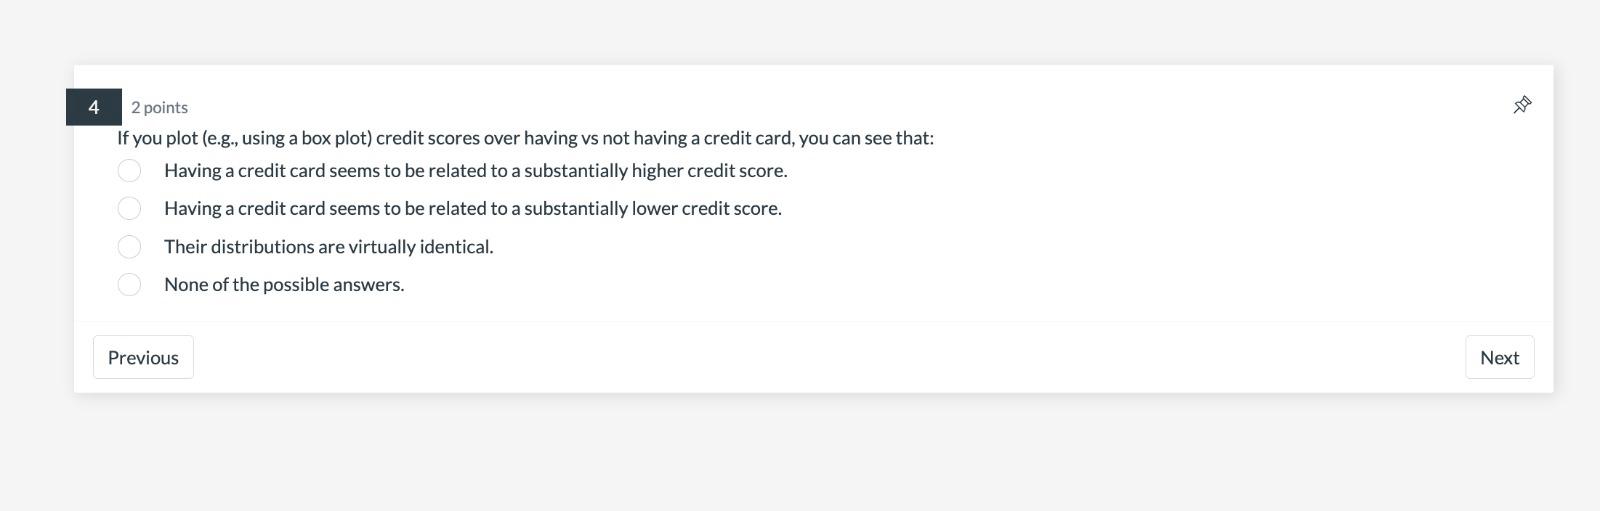 4 2 points
If you plot (e.g., using a box plot) credit scores over having vs not having a credit card, you can see that:
Having a credit card seems to be related to a substantially higher credit score.
Having a credit card seems to be related to a substantially lower credit score.
Their distributions are virtually identical.
None of the possible answers.
Previous Next